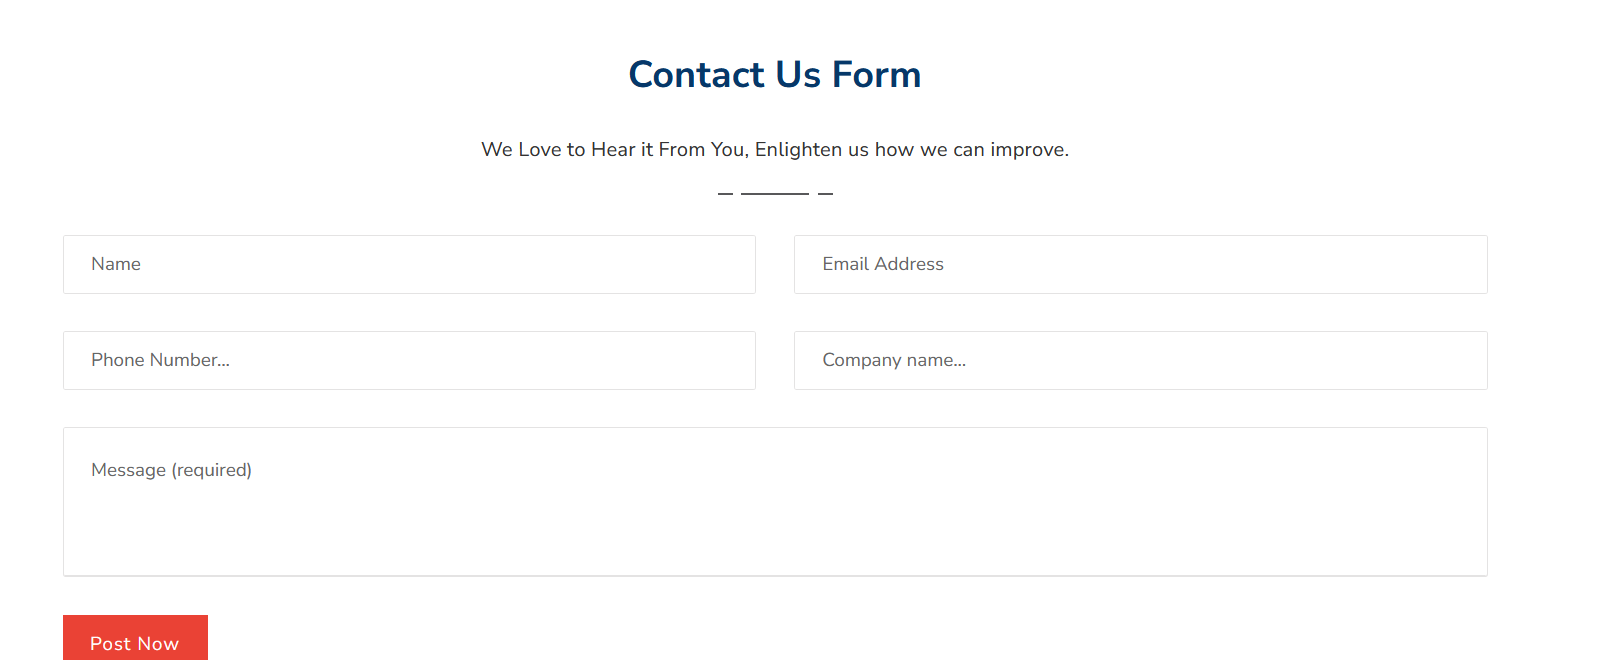 Contact Us Form
We Love to Hear it From You, Enlighten us how we can improve.
Name
Email Address
Phone Number...
Company name...
Message (required)
Post Now